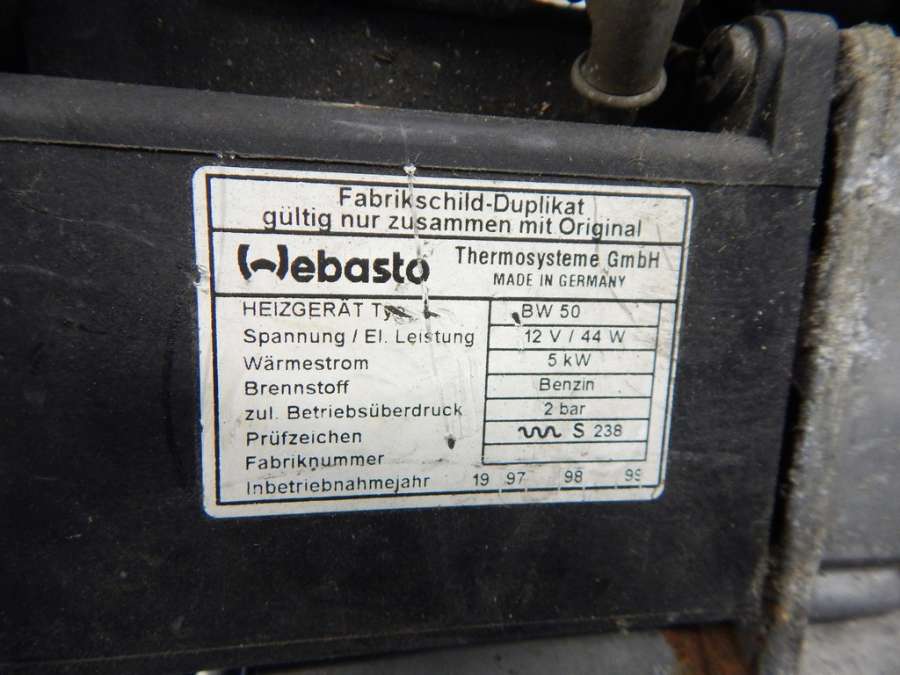 Fabrikschild-Duplikat
gültig nur zusammen mit Original
Webasto Thermosysteme GmbH
MADE IN GERMANY
HEIZGERÄT BW 50
Spannung / El. Leistung 12 V / 44 W
Wärmestrom 5 kW
Brennstoff Benzin
zul. Betriebsüberdruck 2 bar
Prüfzeichen S 238
Fabriknummer
Inbetriebnahmejahr 19 97 98 99